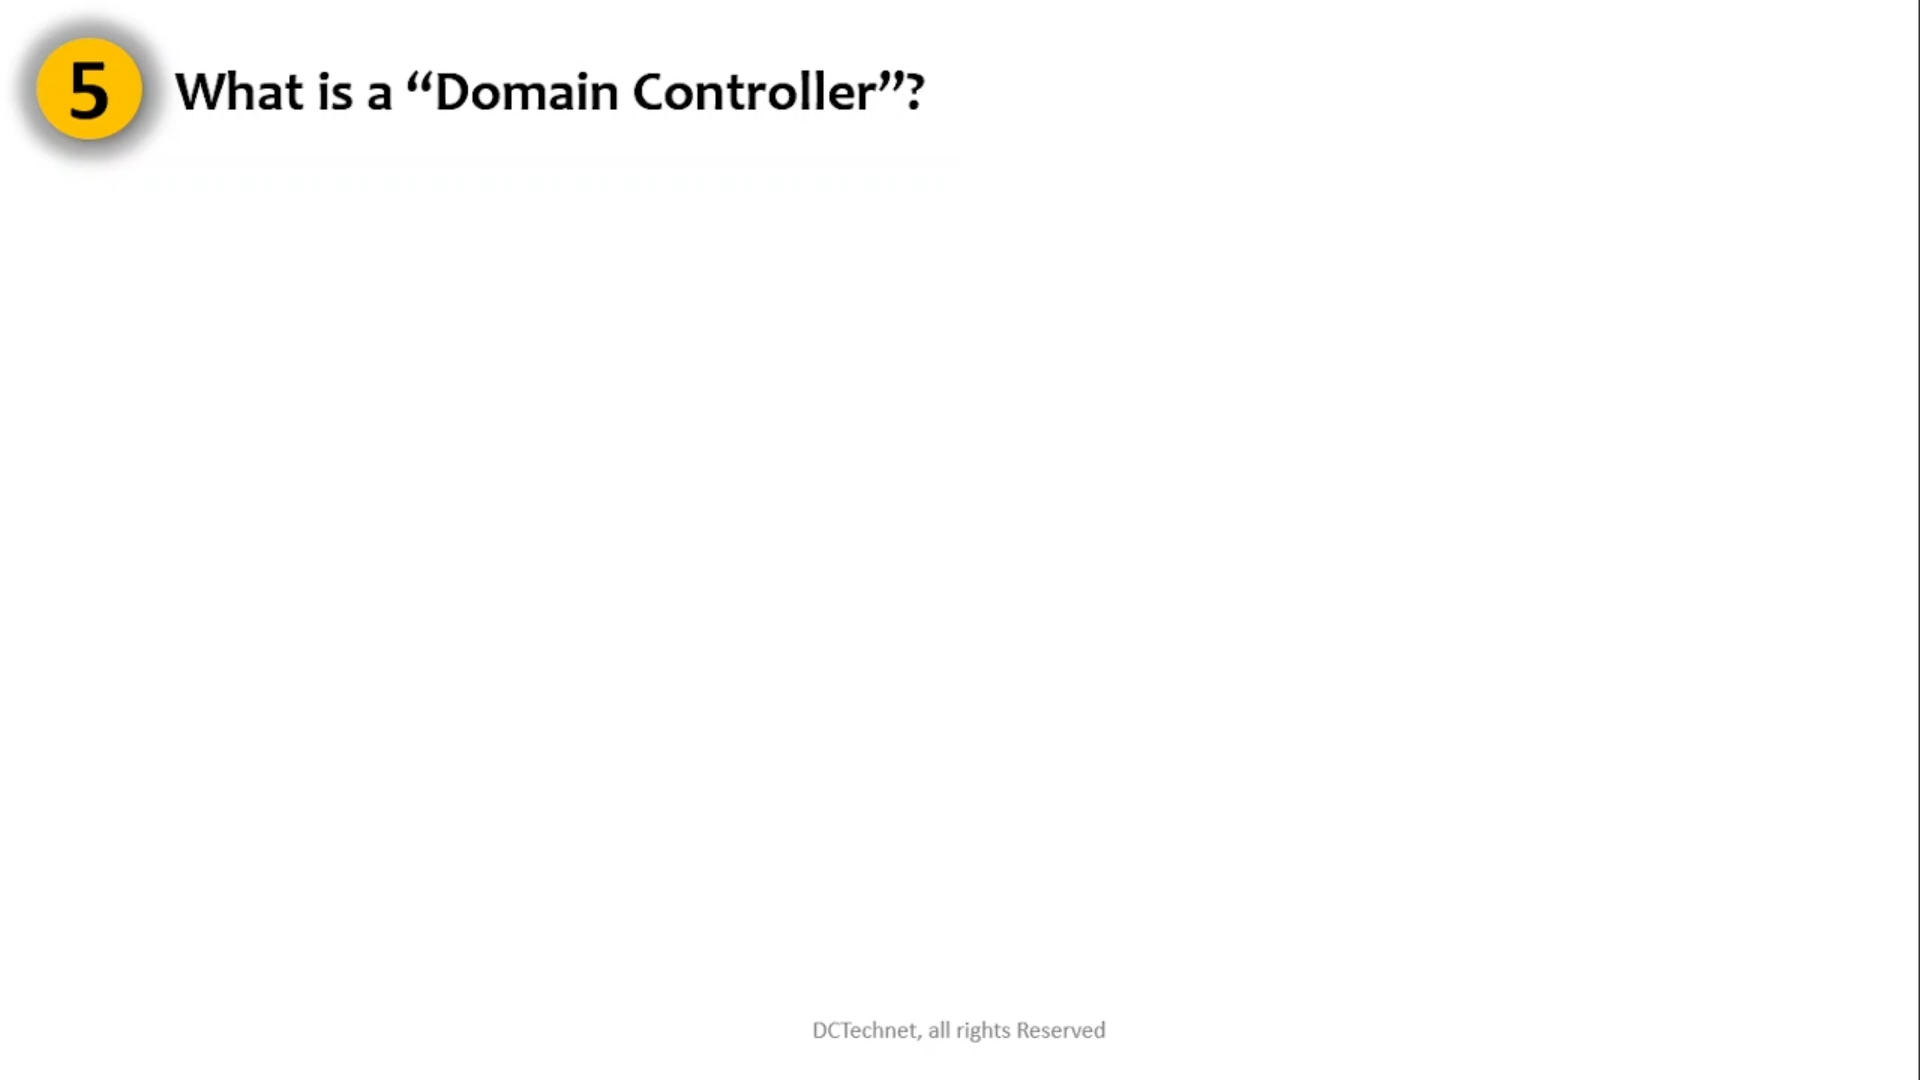 5
What is a “Domain Controller”?
DCTechnet, all rights Reserved